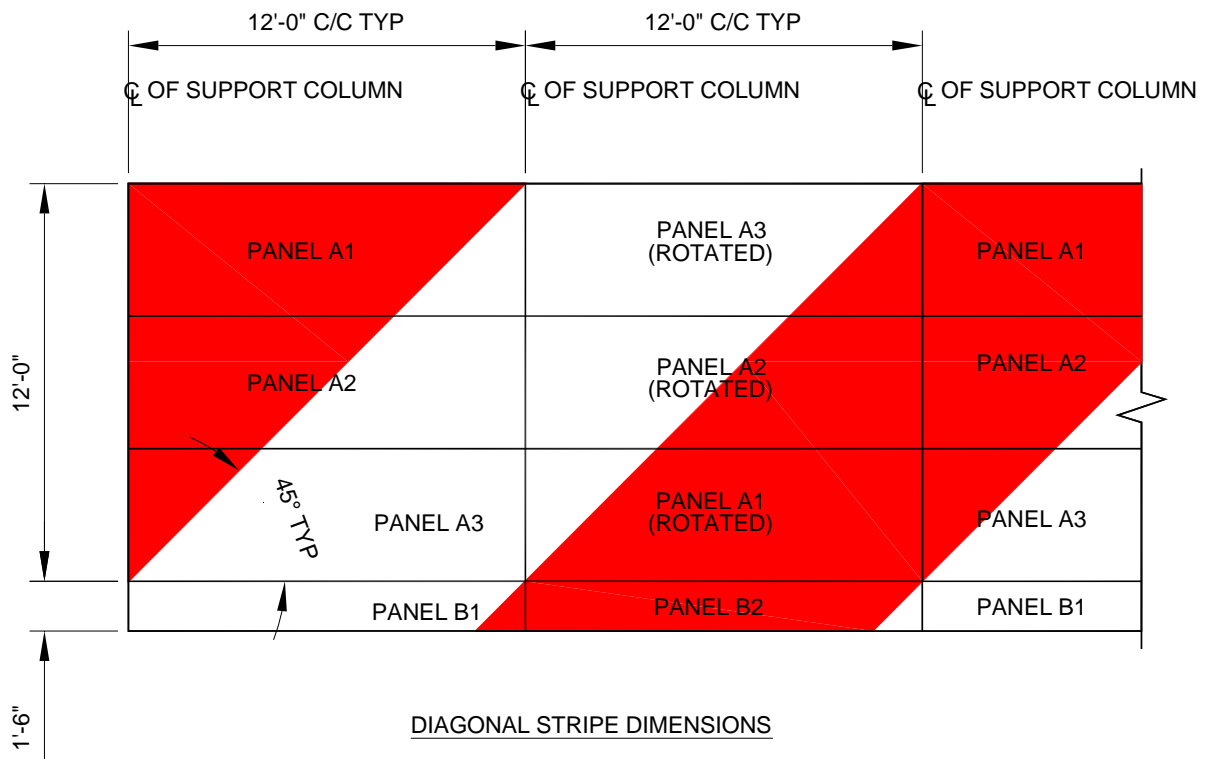 12'-0" C/C TYP
12'-0" C/C TYP
℄ OF SUPPORT COLUMN
℄ OF SUPPORT COLUMN
℄ OF SUPPORT COLUMN
PANEL A1
PANEL A3
(ROTATED)
PANEL A1
12'-0"
PANEL A2
PANEL A2
(ROTATED)
PANEL A2
45° TYP
PANEL A3
PANEL A1
(ROTATED)
PANEL A3
PANEL B1
PANEL B2
PANEL B1
1'-6"
DIAGONAL STRIPE DIMENSIONS